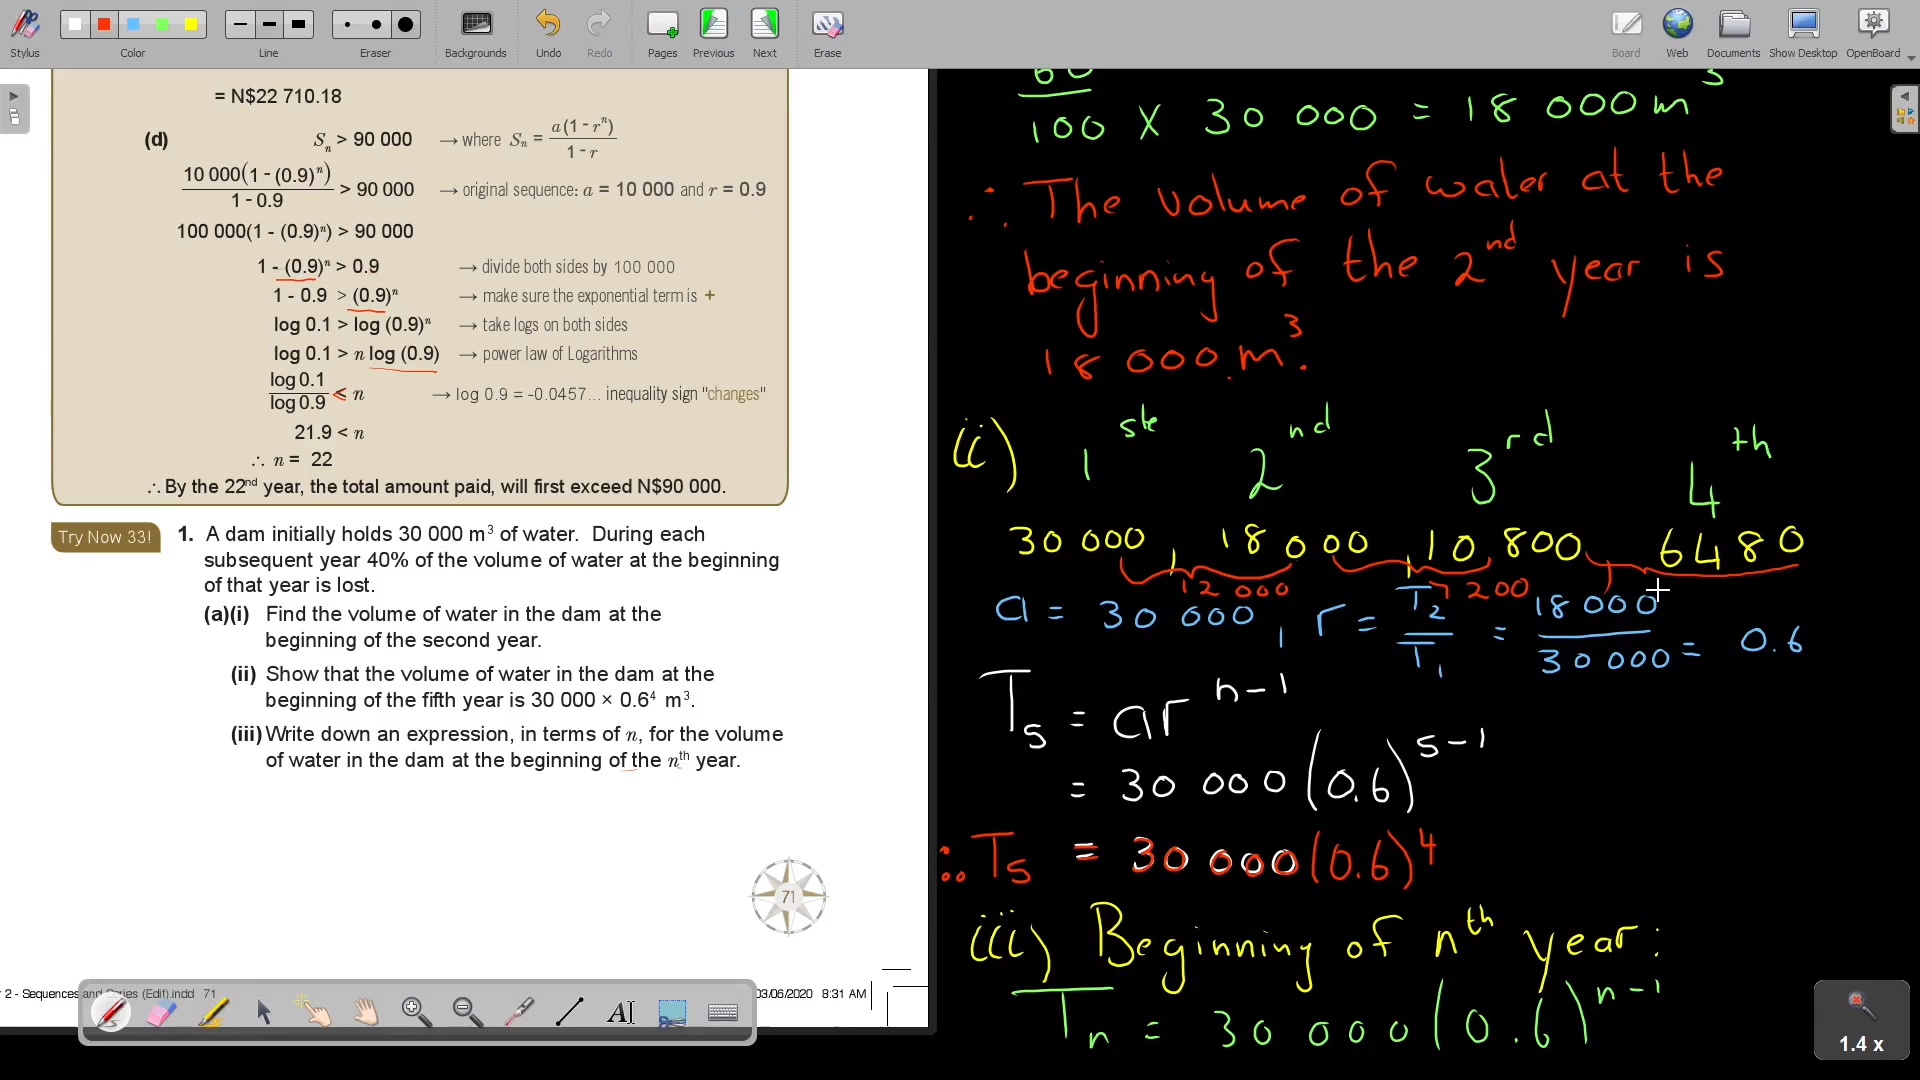 Stylus Color Line Eraser Backgrounds Undo Redo Pages Previous Next Erase Board Web Documents Show Desktop OpenBoard
= N$22 710.18
(d) Sₙ > 90 000 → where Sₙ = a(1 - rⁿ) / 1 - r
10 000(1 - (0.9)ⁿ) / 1 - 0.9 > 90 000 → original sequence: a = 10 000 and r = 0.9
100 000(1 - (0.9)ⁿ) > 90 000
1 - (0.9)ⁿ > 0.9 → divide both sides by 100 000
1 - 0.9 > (0.9)ⁿ → make sure the exponential term is +
log 0.1 > log (0.9)ⁿ → take logs on both sides
log 0.1 > n log (0.9) → power law of Logarithms
log 0.1 / log 0.9 < n → log 0.9 = -0.0457... inequality sign "changes"
21.9 < n
∴ n = 22
∴ By the 22nd year, the total amount paid, will first exceed N$90 000.
Try Now 33!
1. A dam initially holds 30 000 m³ of water. During each
subsequent year 40% of the volume of water at the beginning
of that year is lost.
(a)(i) Find the volume of water in the dam at the
beginning of the second year.
(ii) Show that the volume of water in the dam at the
beginning of the fifth year is 30 000 × 0.6⁴ m³.
(iii) Write down an expression, in terms of n, for the volume
of water in the dam at the beginning of the nth year.
71
2 - Sequences and Series (Edit).indd 71
03/06/2020 8:31 AM
60 / 100 X 30 000 = 18 000 m³
∴ The volume of water at the
beginning of the 2nd year is
18 000 m³.
(ii) 1ste 2nd 3rd 4th
30 000, 18 000, 10 800 6480
12 000 7 200
a = 30 000, r = T₂ / T₁ = 18 000 / 30 000 = 0.6
T₅ = ar^n-1
= 30 000(0.6)^5-1
∴ T₅ = 30 000(0.6)⁴
(iii) Beginning of nth year:
Tₙ = 30 000(0.6)^n-1
1.4 x